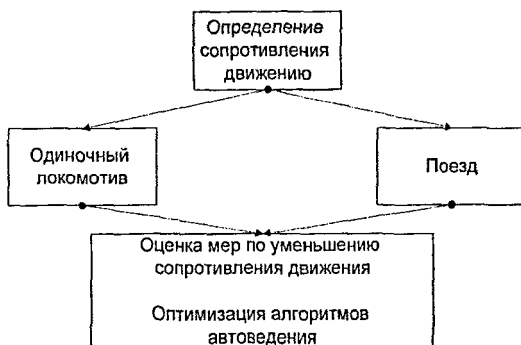 Определение
сопротивления
движению
Одиночный
локомотив
Поезд
Оценка мер по уменьшению
сопротивления движения
Оптимизация алгоритмов
автоведения